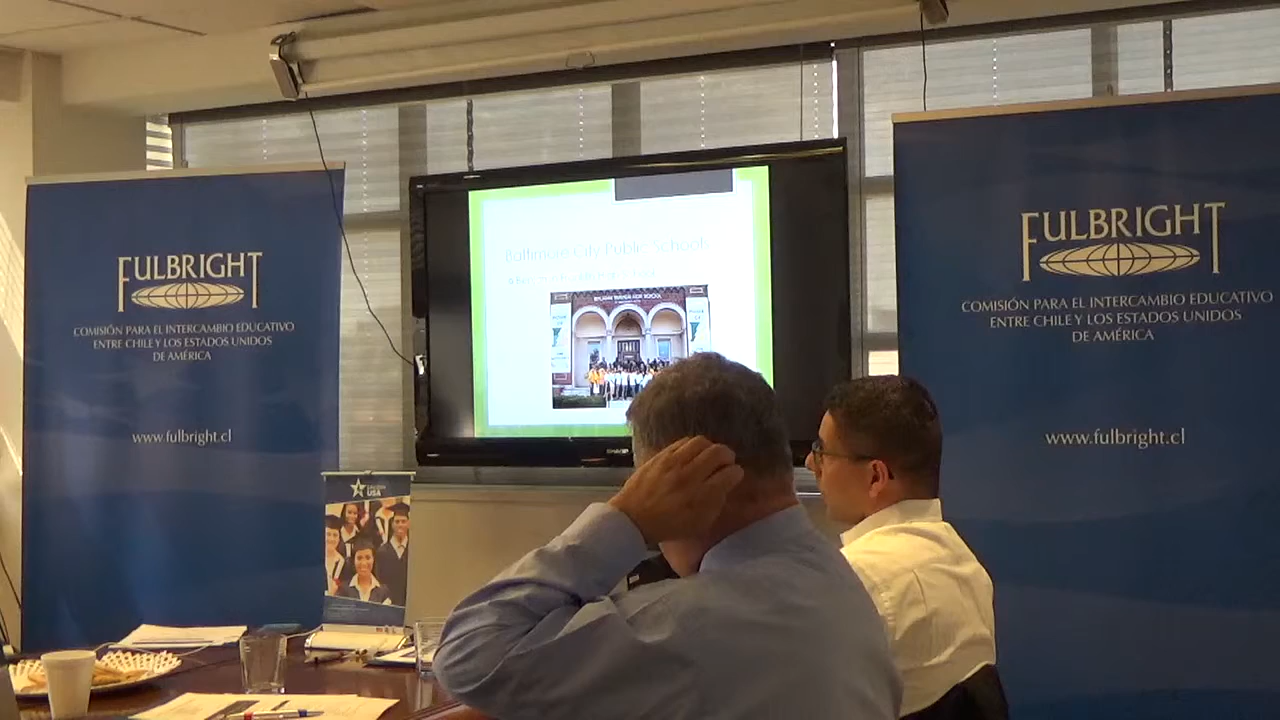 FULBRIGHT
COMISIÓN PARA EL INTERCAMBIO EDUCATIVO
ENTRE CHILE Y LOS ESTADOS UNIDOS
DE AMÉRICA
www.fulbright.cl
USA
Baltimore City Public Schools
SHARP
FULBRIGHT
COMISIÓN PARA EL INTERCAMBIO EDUCATIVO
ENTRE CHILE Y LOS ESTADOS UNIDOS
DE AMÉRICA
www.fulbright.cl